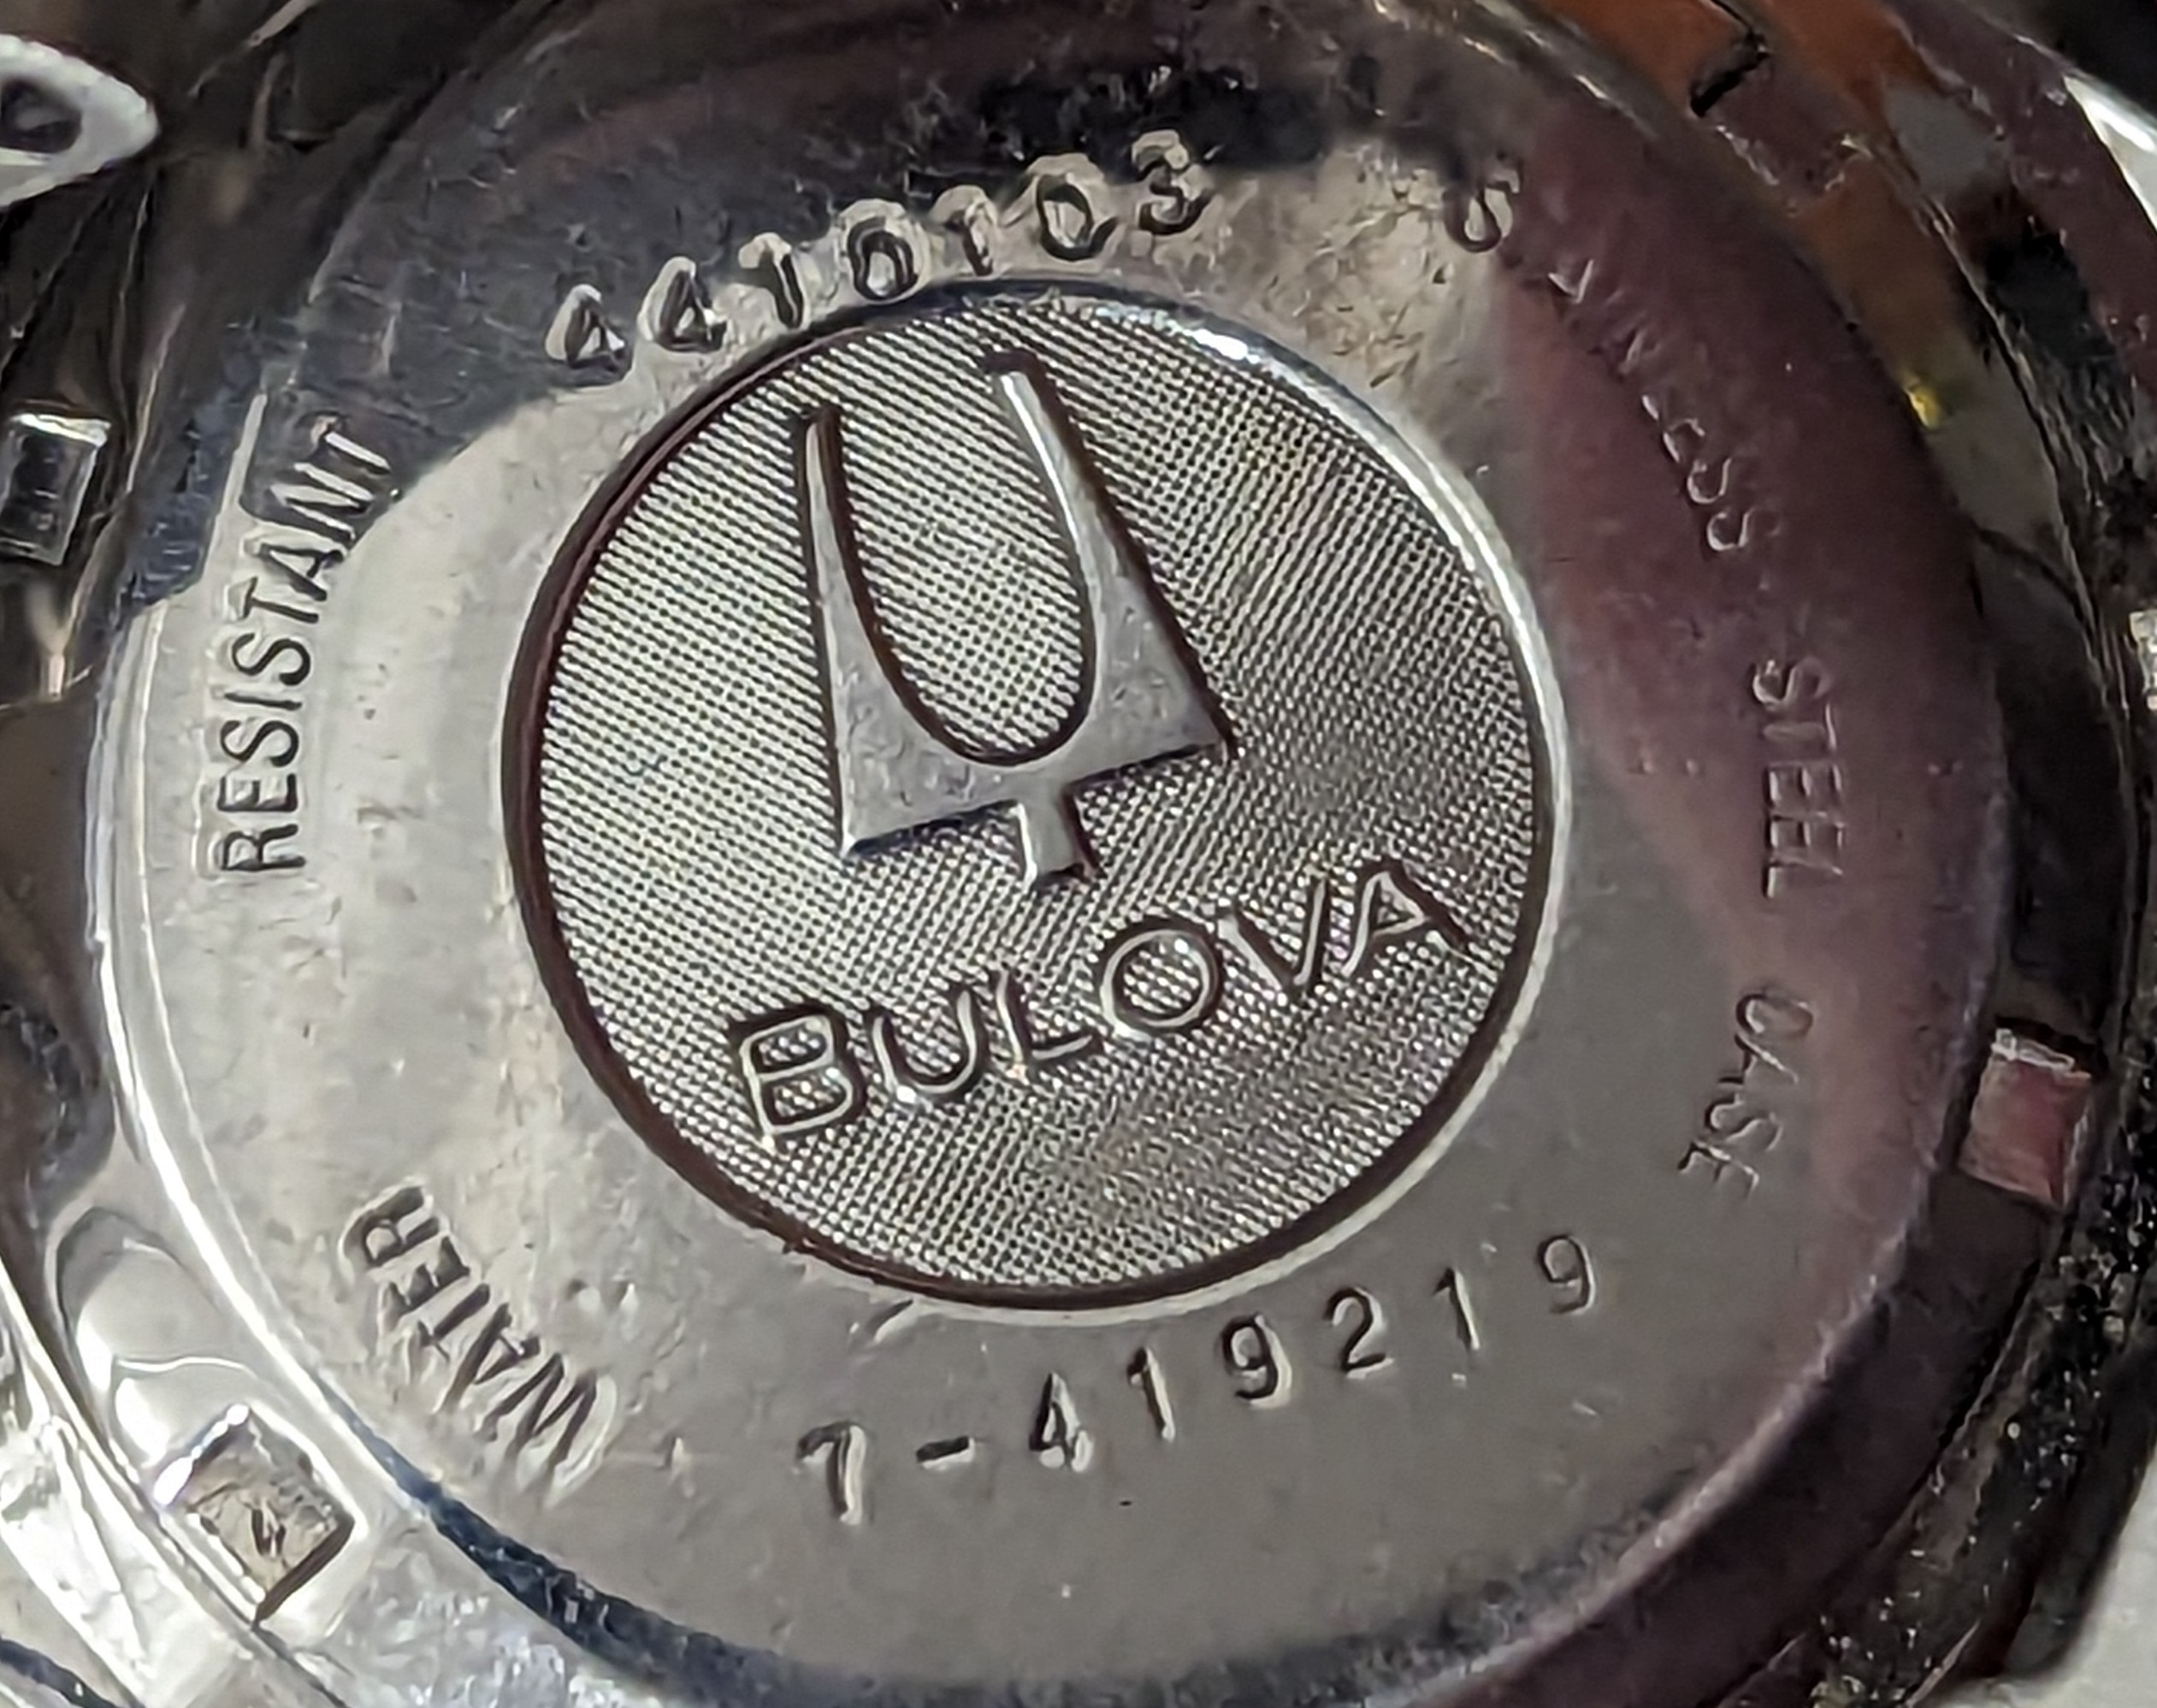 4410103
STAINLESS STEEL CASE
BULOVA
WATER RESISTANT
7-419219